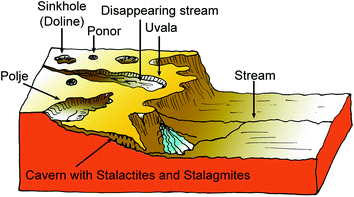 Sinkhole
(Doline)
Disappearing stream
Ponor
Uvala
Polje
Stream
Cavern with Stalactites and Stalagmites